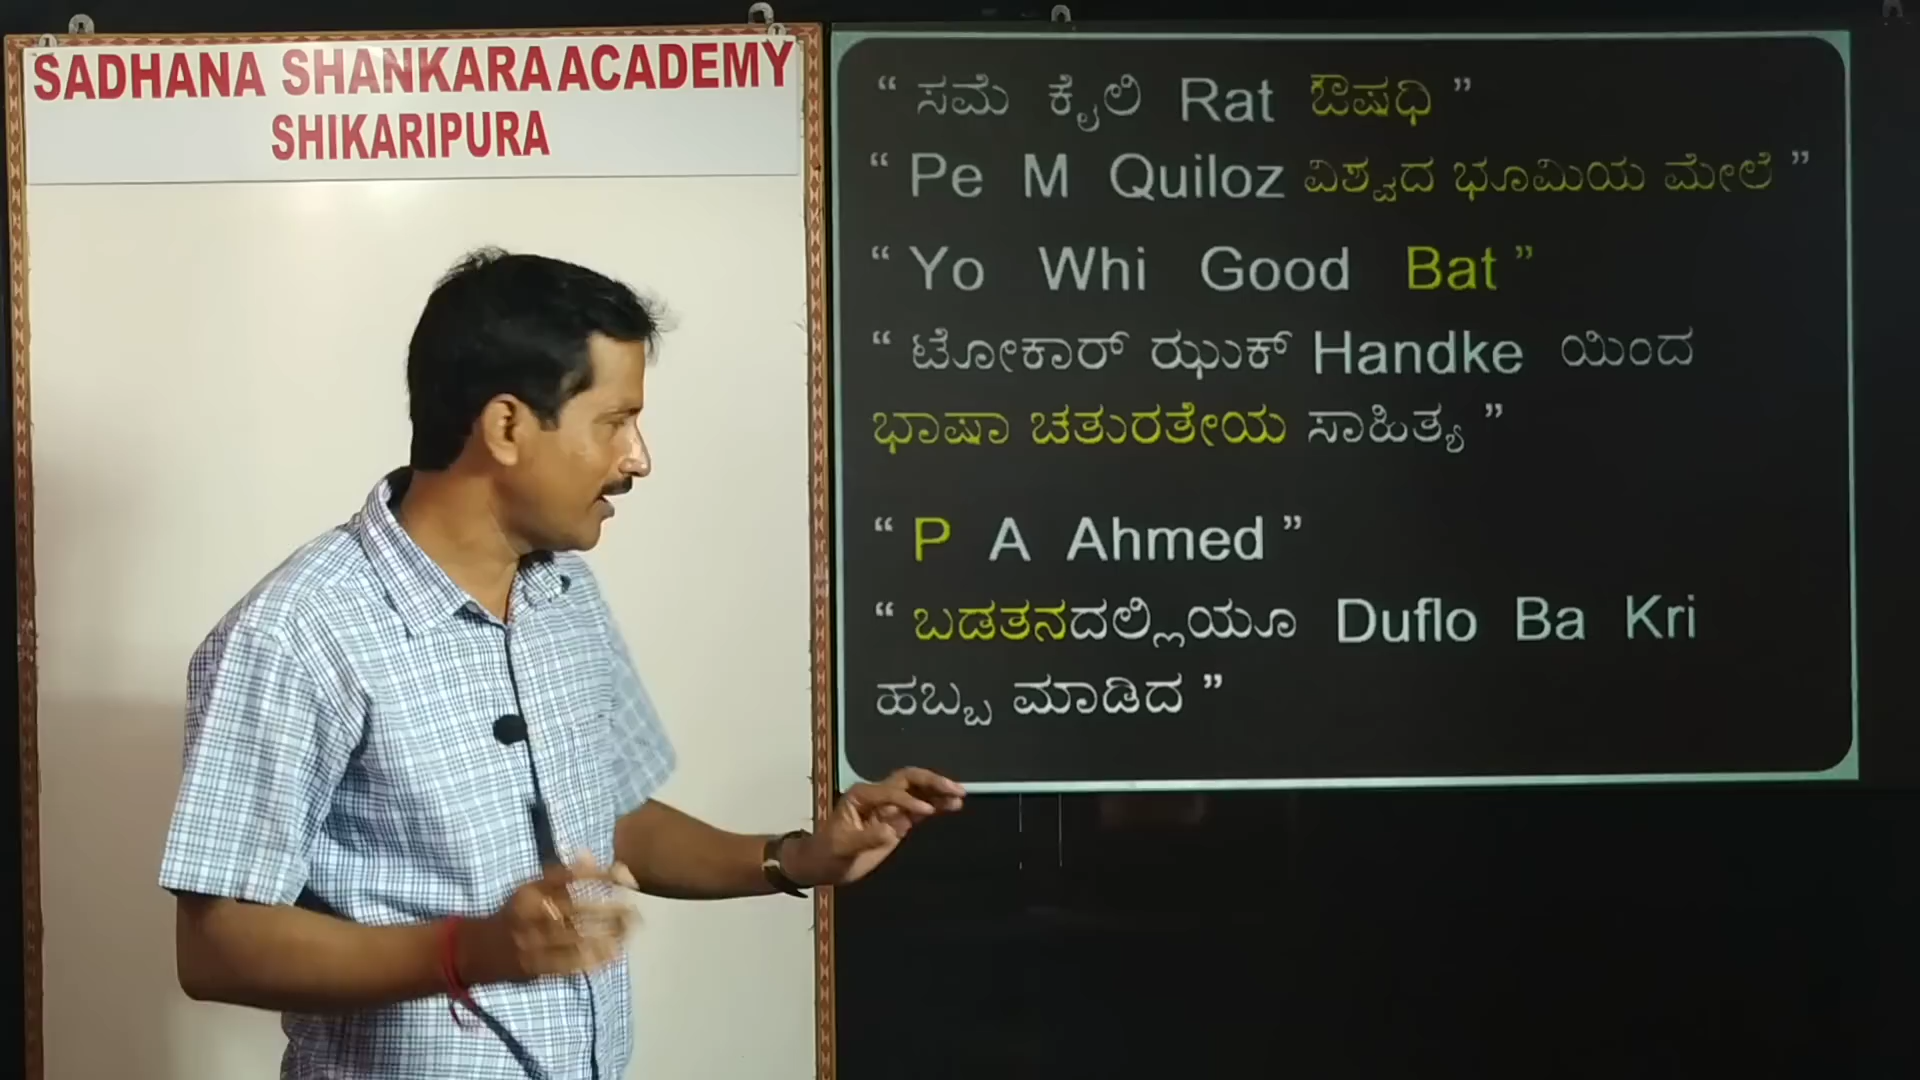 SADHANA SHANKARA ACADEMY
SHIKARIPURA
“ ಸಮೆ ಕೈಲಿ Rat ಔಷಧಿ ”
“ Pe M Quiloz ವಿಶ್ವದ ಭೂಮಿಯ ಮೇಲೆ ”
“ Yo Whi Good Bat ”
“ ಟೋಕಾರ್ ಝುಕ್ Handke ಯಿಂದ
ಭಾಷಾ ಚತುರತೇಯ ಸಾಹಿತ್ಯ ”
“ P A Ahmed ”
“ ಬಡತನದಲ್ಲಿಯೂ Duflo Ba Kri
ಹಬ್ಬ ಮಾಡಿದ ”